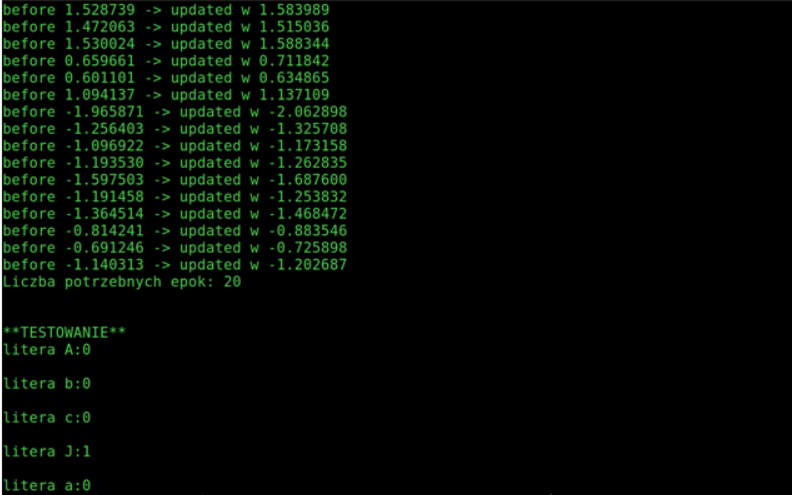 before 1.528739 -> updated w 1.583989
before 1.472063 -> updated w 1.515036
before 1.530024 -> updated w 1.588344
before 0.659661 -> updated w 0.711842
before 0.601101 -> updated w 0.634865
before 1.094137 -> updated w 1.137109
before -1.965871 -> updated w -2.062898
before -1.256403 -> updated w -1.325708
before -1.096922 -> updated w -1.173158
before -1.193530 -> updated w -1.262835
before -1.597503 -> updated w -1.687600
before -1.191458 -> updated w -1.253832
before -1.364514 -> updated w -1.468472
before -0.814241 -> updated w -0.883546
before -0.691246 -> updated w -0.725898
before -1.140313 -> updated w -1.202687
Liczba potrzebnych epok: 20
**TESTOWANIE**
litera A:0
litera b:0
litera c:0
litera J:1
litera a:0